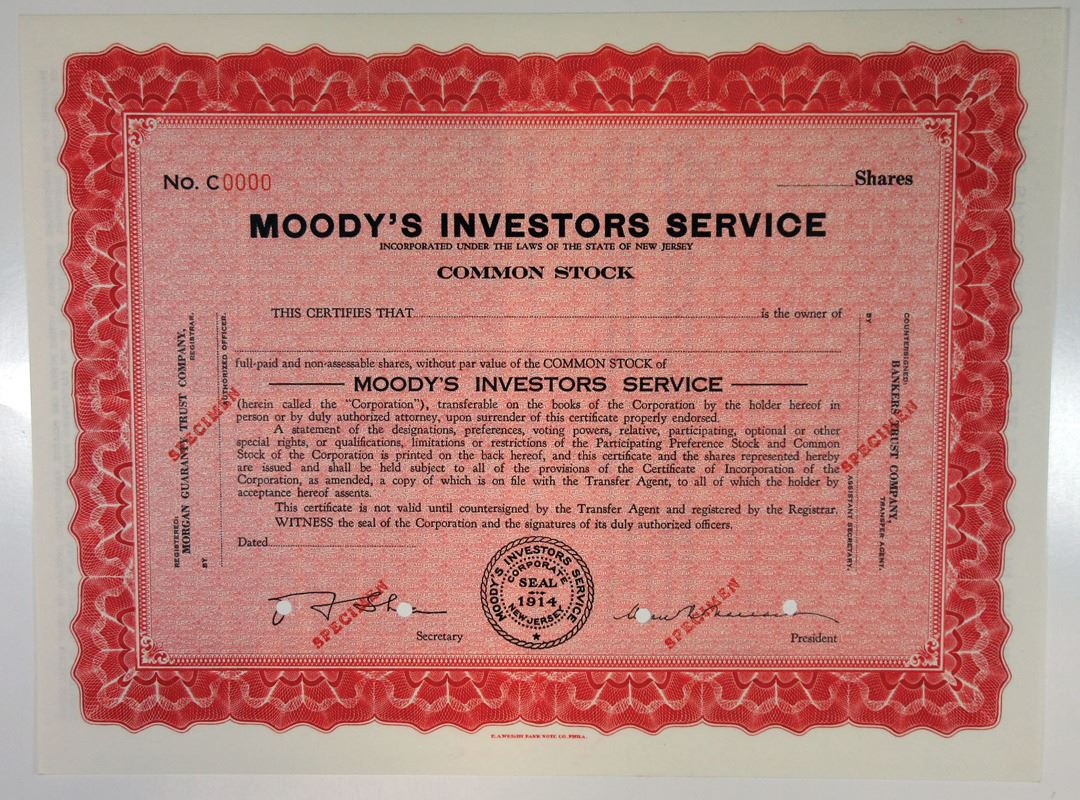 No. C0000
Shares
MOODY'S INVESTORS SERVICE
INCORPORATED UNDER THE LAWS OF THE STATE OF NEW JERSEY
COMMON STOCK
THIS CERTIFIES THAT
is the owner of
full-paid and non-assessable shares, without par value of the COMMON STOCK of
MOODY'S INVESTORS SERVICE
(herein called the "Corporation"), transferable on the books of the Corporation by the holder hereof in
person or by duly authorized attorney, upon surrender of this certificate properly endorsed.
A statement of the designations, preferences, voting powers, relative, participating, optional or other
special rights, or qualifications, limitations or restrictions of the Participating Preference Stock and Common
Stock of the Corporation is printed on the back hereof, and this certificate and the shares represented hereby
are issued and shall be held subject to all of the provisions of the Certificate of Incorporation of the
Corporation, as amended, a copy of which is on file with the Transfer Agent, to all of which the holder by
acceptance hereof assents.
This certificate is not valid until countersigned by the Transfer Agent and registered by the Registrar.
WITNESS the seal of the Corporation and the signatures of its duly authorized officers.
Dated
REGISTERED:
MORGAN GUARANTY TRUST COMPANY,
REGISTRAR.
BY
AUTHORIZED OFFICER.
SPECIMEN
COUNTERSIGNED:
BANKERS TRUST COMPANY,
TRANSFER AGENT.
BY
ASSISTANT SECRETARY.
SPECIMEN
MOODY'S INVESTORS SERVICE
CORPORATE
SEAL
1914
NEW JERSEY
SPECIMEN
Secretary
SPECIMEN
President
E. A. WRIGHT BANK NOTE CO. PHILA.